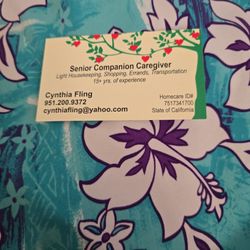 Senior Companion Caregiver
Light Housekeeping, Shopping, Errands, Transportation
15+ yrs. of experience
Cynthia Fling
951.200.9372
cynthiafling@yahoo.com
Homecare ID#
7517341700
State of California